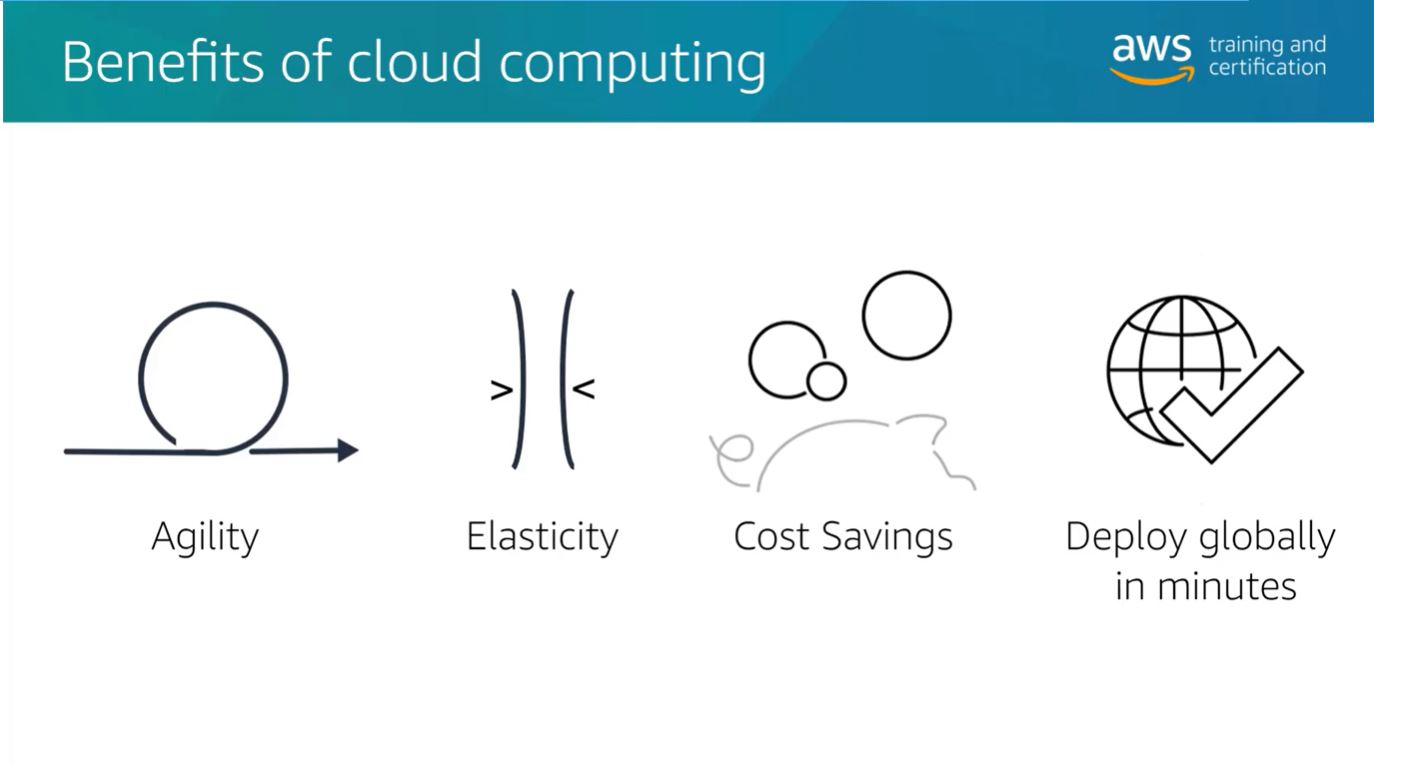 Benefits of cloud computing
aws training and
certification
Agility
Elasticity
Cost Savings
Deploy globally
in minutes